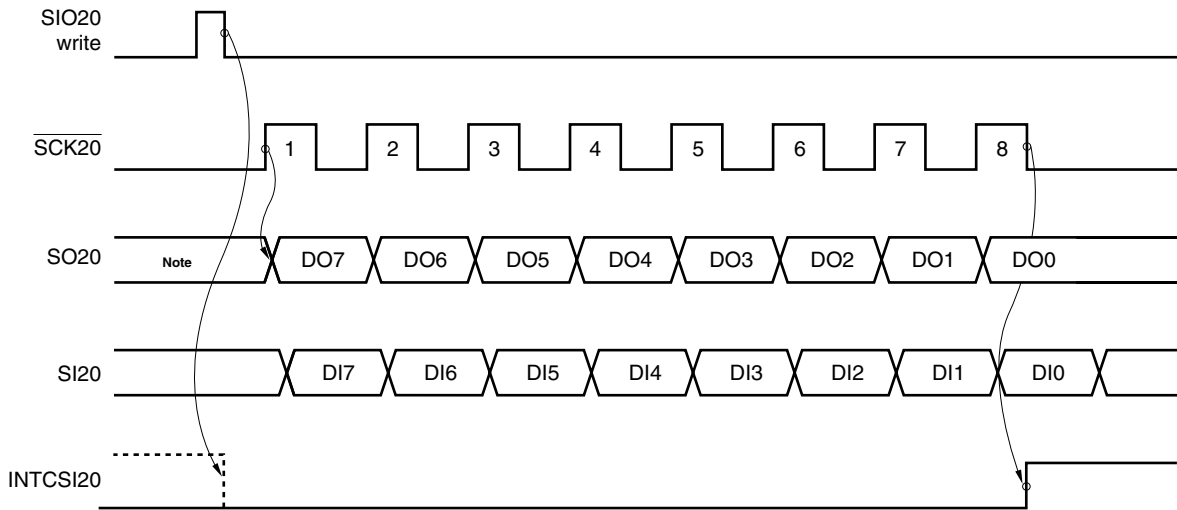 SIO20
write
SCK20
1 2 3 4 5 6 7 8
SO20
Note DO7 DO6 DO5 DO4 DO3 DO2 DO1 DO0
SI20
DI7 DI6 DI5 DI4 DI3 DI2 DI1 DI0
INTCSI20